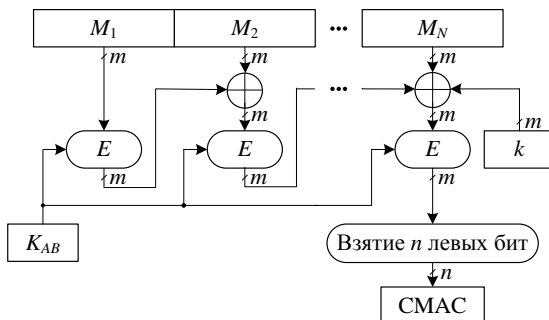 M1 M2 ••• MN
m m m
••• 
m m m
E E E k
m m m
KAB
Взятие n левых бит
n
CMAC